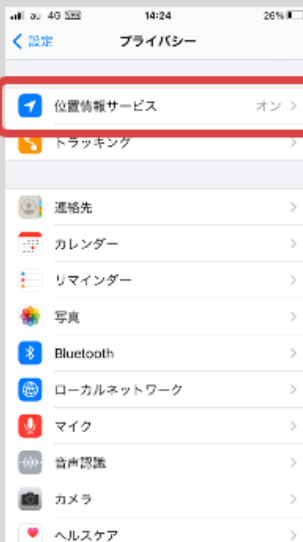 au 4G 14:24 26%
設定 プライバシー
位置情報サービス オン
トラッキング
連絡先
カレンダー
リマインダー
写真
Bluetooth
ローカルネットワーク
マイク
音声認識
カメラ
ヘルスケア